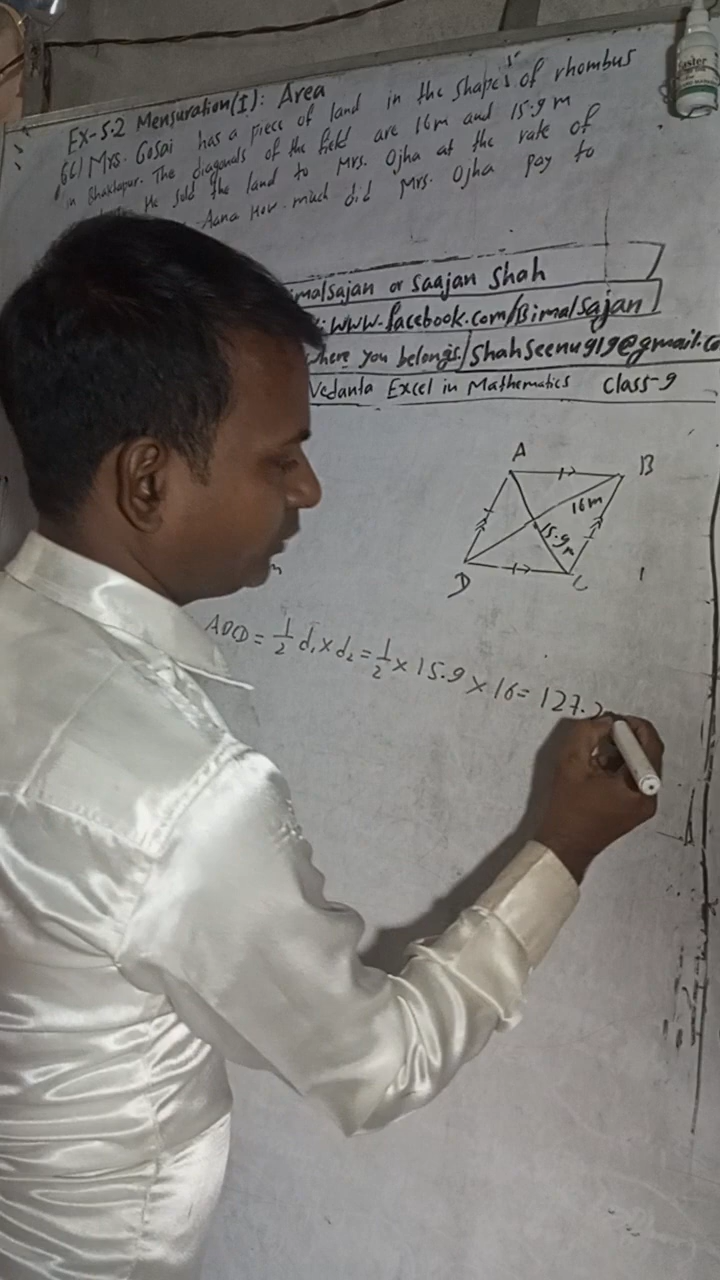 Ex-5.2 Mensuration(I): Area
6c) Mrs. Gosai has a piece of land in the shapes of rhombus
in Bhaktapur. The diagonals of the field are 16m and 15.9 m
He sold the land to Mrs. Ojha at the rate of
Aana How much did Mrs. Ojha pay to
imalsajan or Saajan Shah
:www.facebook.com/Bimalsajan
where you belongs/shahseenu919@gmail.co
Vedanta Excel in Mathematics Class-9
A
B
16m
15.9m
D
C
= 1/2 d₁ × d₂ = 1/2 × 15.9 × 16 = 127.2